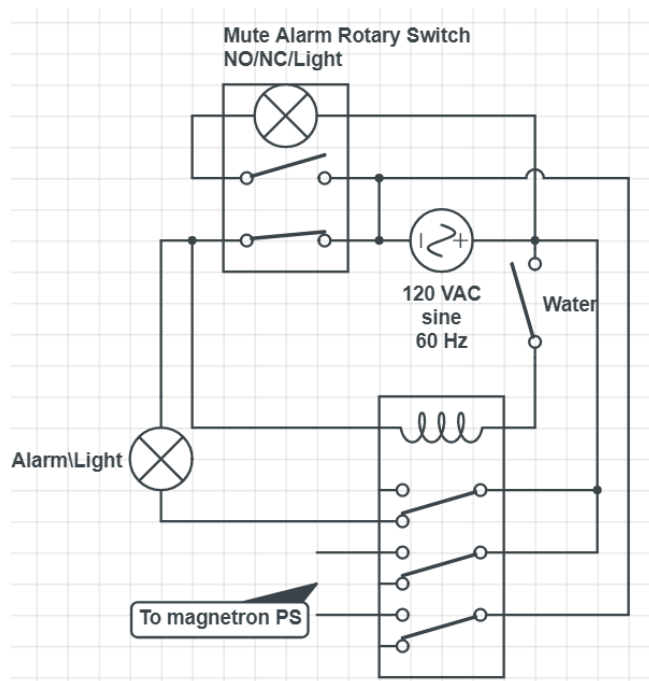 Mute Alarm Rotary Switch
NO/NC/Light
120 VAC
sine
60 Hz
Water
Alarm\Light
To magnetron PS